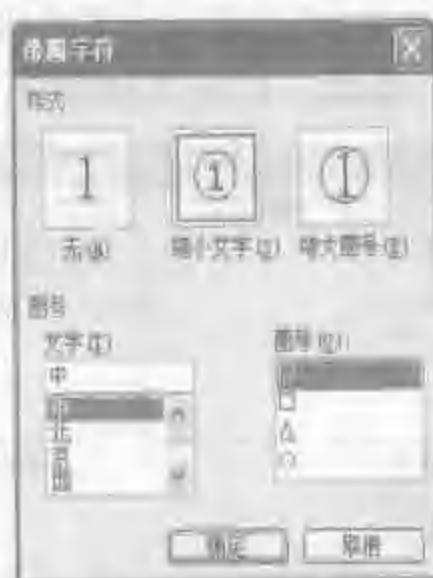 带圈字符
样式
1 ① ①
无(N) 缩小文字(S) 增大圈号(E)
圈号
文字(T)
圈号(Q):
中
△
确定 取消